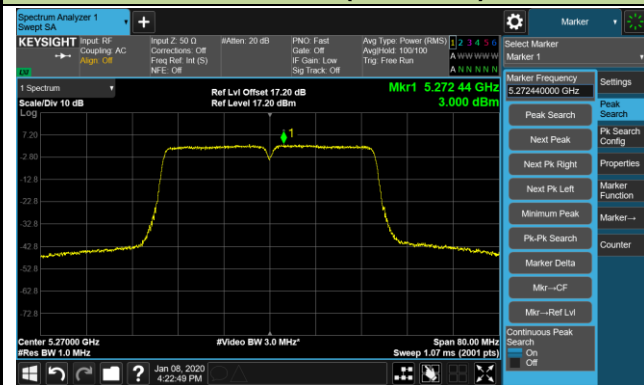 Spectrum Analyzer 1
Swept SA
+
Marker
KEYSIGHT
Input: RF
Coupling: AC
Align: Off
Input Z: 50 Ω
Corrections: Off
Freq Ref: Int (S)
NFE: Off
#Atten: 20 dB
PNO: Fast
Gate: Off
IF Gain: Low
Sig Track: Off
Avg Type: Power (RMS)
Avg|Hold: 100/100
Trig: Free Run
1 2 3 4 5 6
A W W W W W
A N N N N N
Select Marker
Marker 1
1 Spectrum
Scale/Div 10 dB
Log
Ref Lvl Offset 17.20 dB
Ref Level 17.20 dBm
Mkr1 5.272 44 GHz
3.000 dBm
7.20
-2.80
-12.8
-22.8
-32.8
-42.8
-52.8
-62.8
-72.8
1
Center 5.27000 GHz
#Res BW 1.0 MHz
#Video BW 3.0 MHz*
Span 80.00 MHz
Sweep 1.07 ms (2001 pts)
Marker Frequency
5.272440000 GHz
Peak Search
Next Peak
Next Pk Right
Next Pk Left
Minimum Peak
Pk-Pk Search
Marker Delta
Mkr→CF
Mkr→Ref Lvl
Continuous Peak
Search
On
Off
Settings
Peak
Search
Pk Search
Config
Properties
Marker
Function
Marker→
Counter
?
Jan 08, 2020
4:22:49 PM